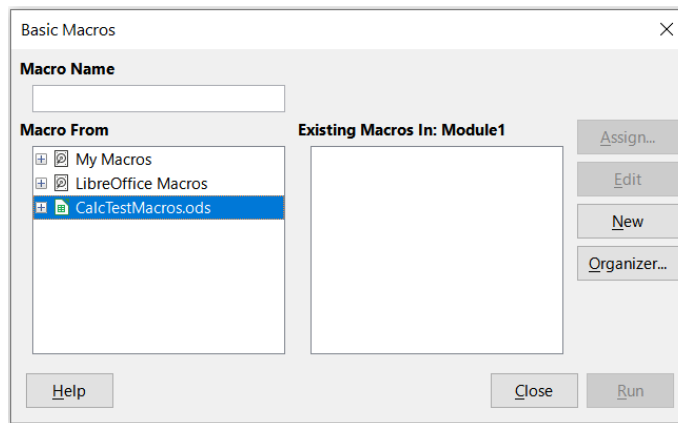 Basic Macros
Macro Name
Macro From
Existing Macros In: Module1
My Macros
LibreOffice Macros
CalcTestMacros.ods
Assign...
Edit
New
Organizer...
Help
Close
Run